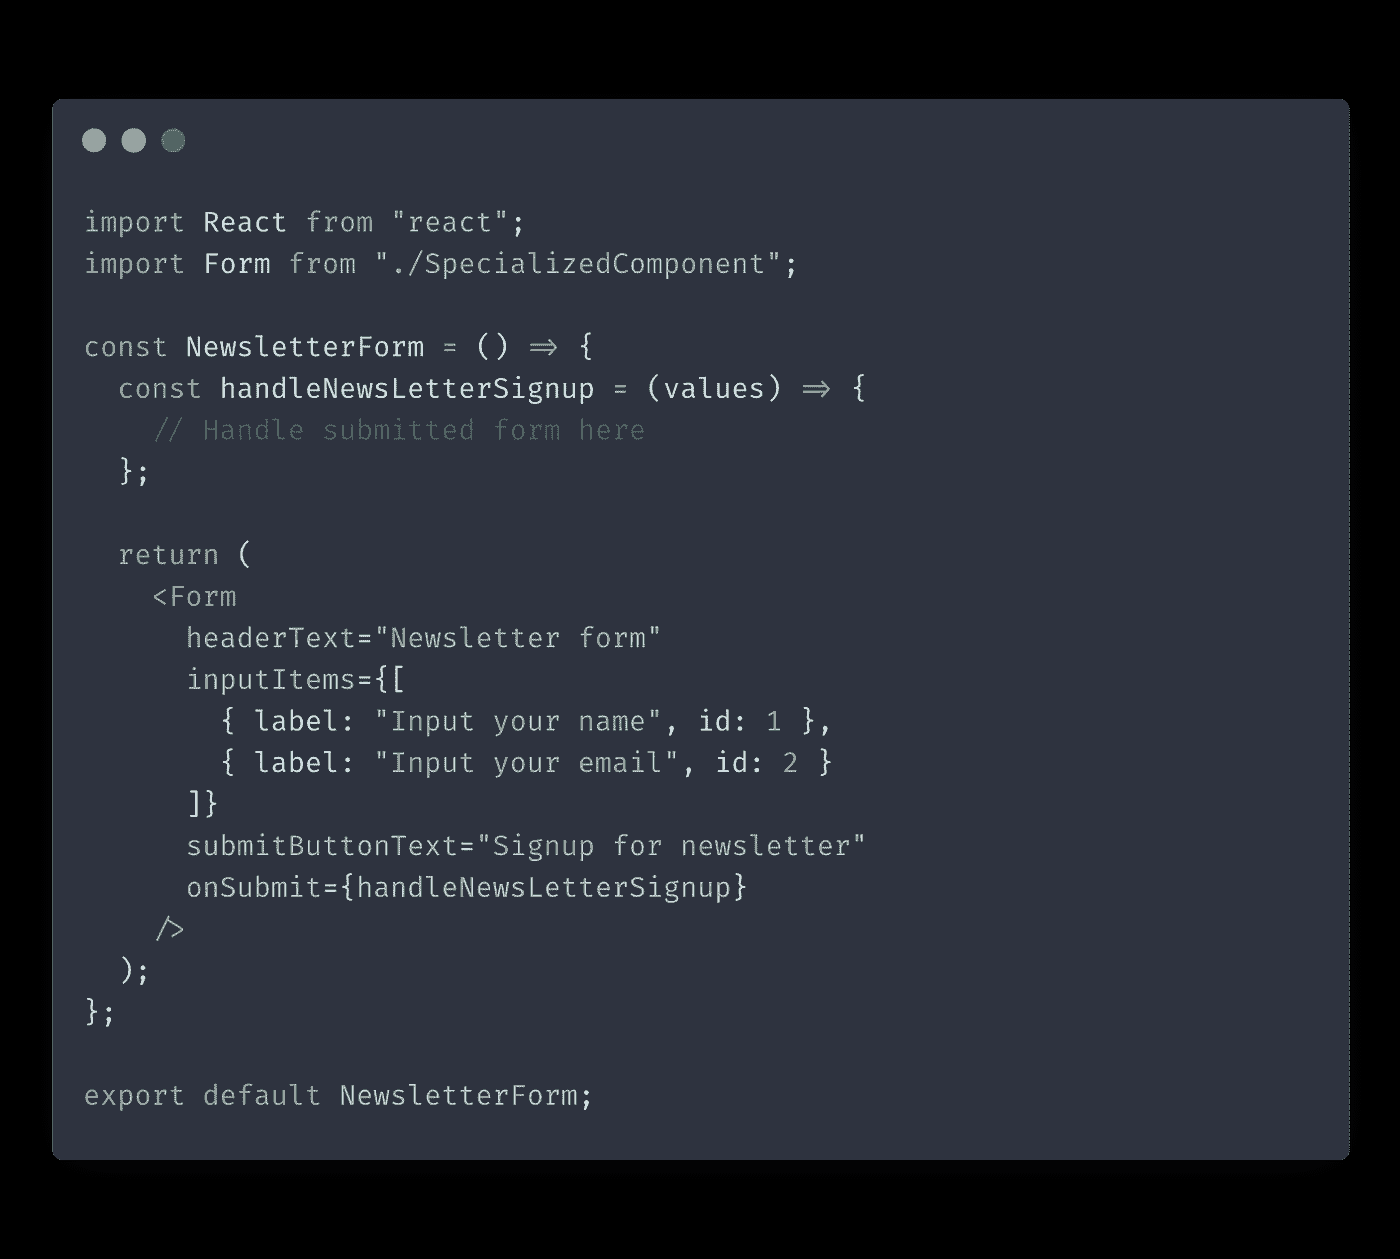 import React from "react";
import Form from "./SpecializedComponent";

const NewsletterForm = () => {
  const handleNewsLetterSignup = (values) => {
    // Handle submitted form here
  };

  return (
    <Form
      headerText="Newsletter form"
      inputItems={[
        { label: "Input your name", id: 1 },
        { label: "Input your email", id: 2 }
      ]}
      submitButtonText="Signup for newsletter"
      onSubmit={handleNewsLetterSignup}
    />
  );
};

export default NewsletterForm;